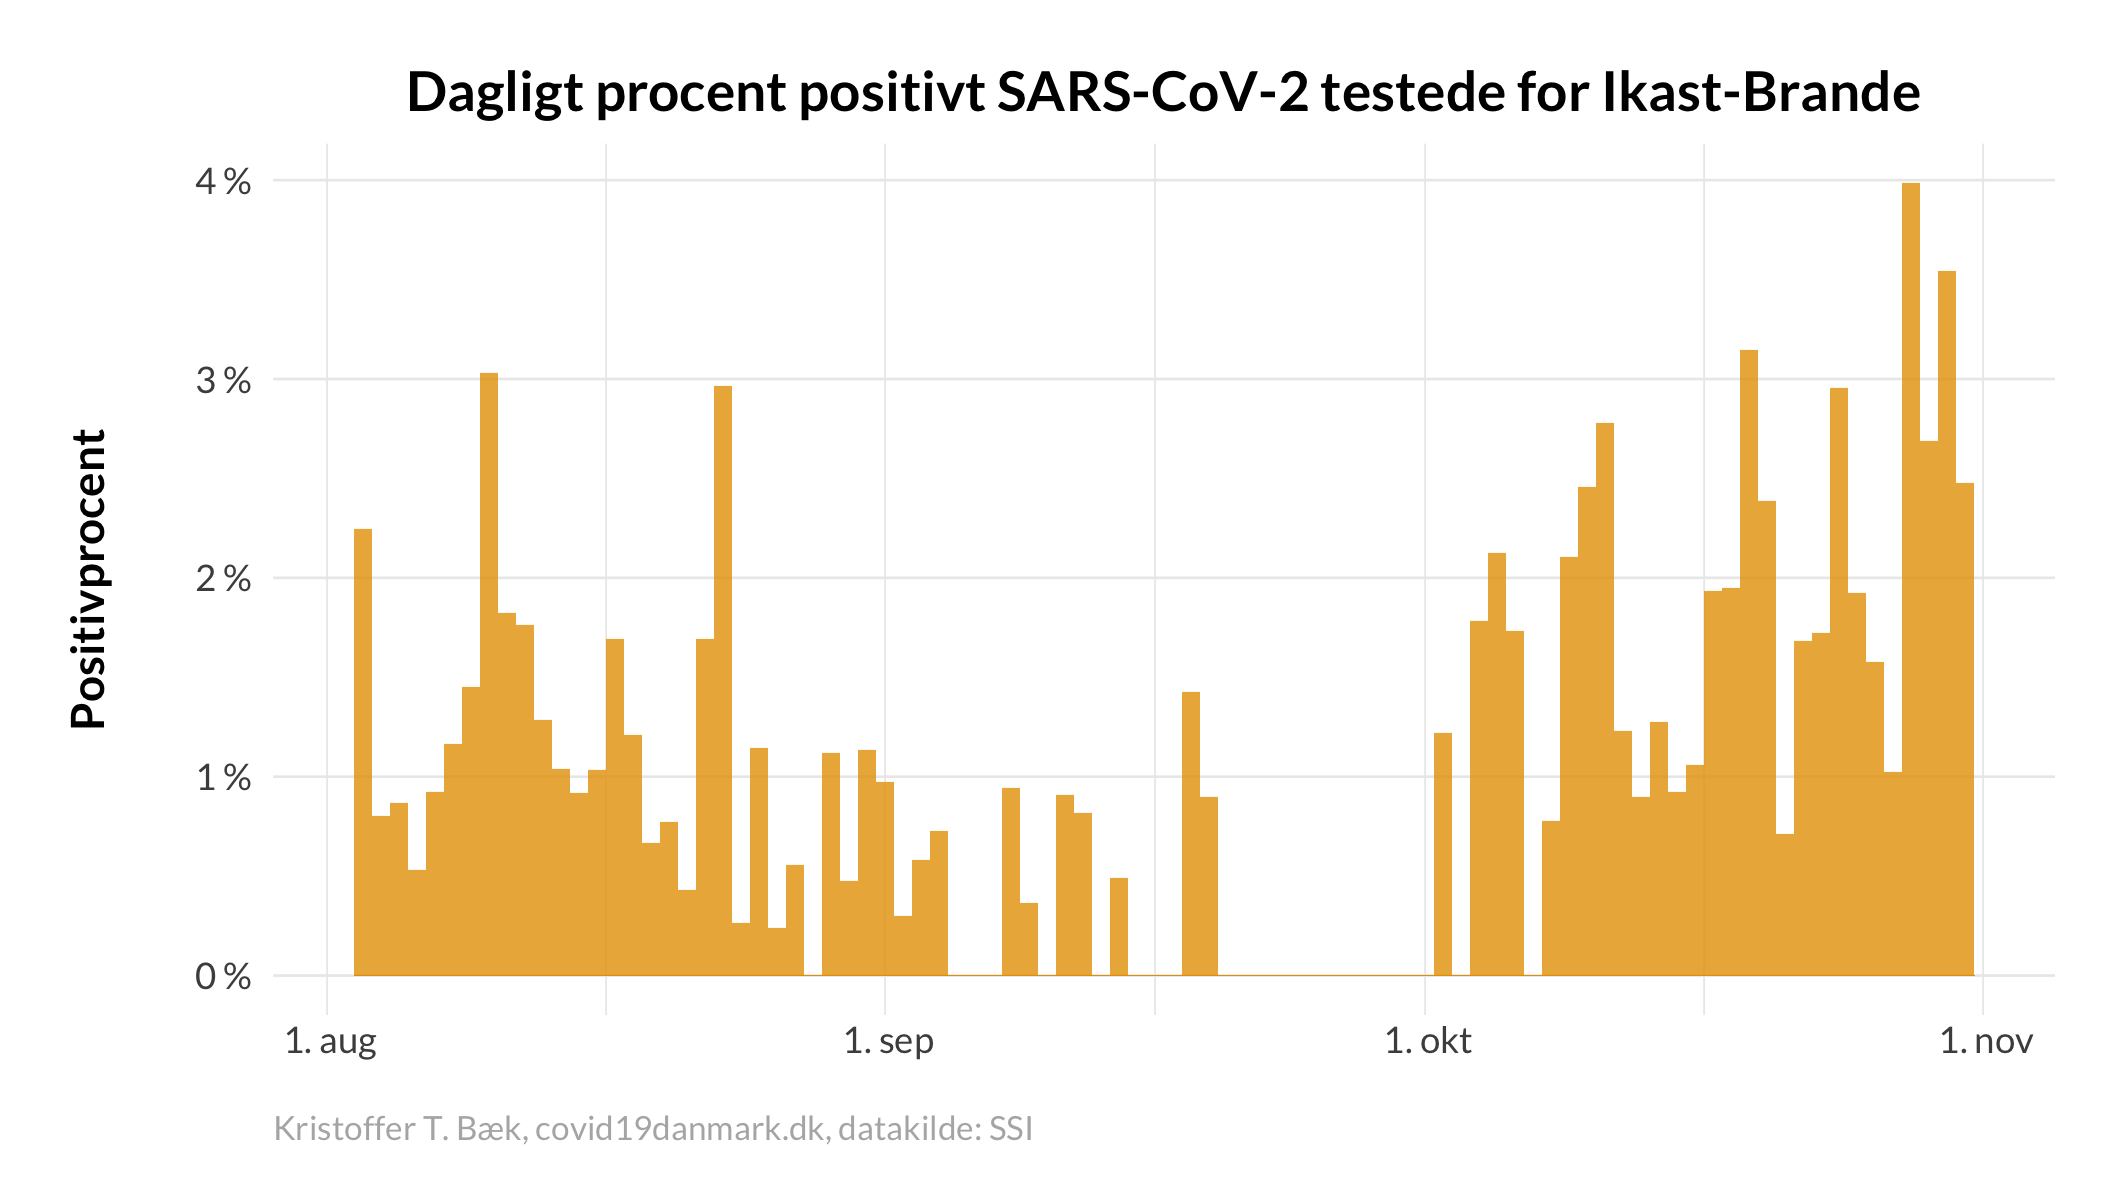 Dagligt procent positivt SARS-CoV-2 testede for Ikast-Brande
Positivprocent
4 %
3 %
2 %
1 %
0 %
1. aug
1. sep
1. okt
1. nov
Kristoffer T. Bæk, covid19danmark.dk, datakilde: SSI